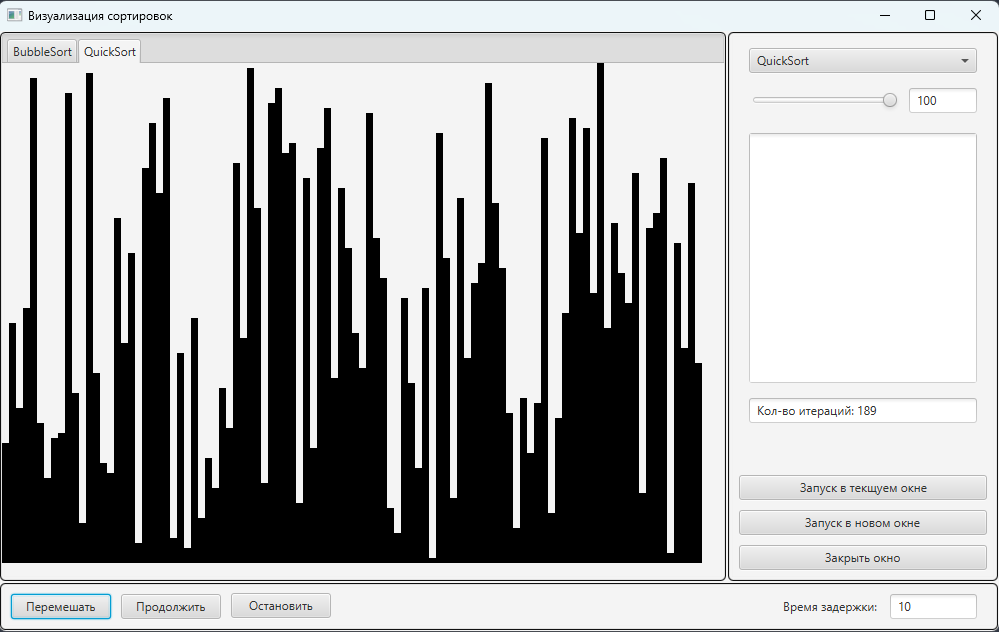 Визуализация сортировок
BubbleSort QuickSort
QuickSort
100
Кол-во итераций: 189
Запуск в текщуем окне
Запуск в новом окне
Закрыть окно
Перемешать Продолжить Остановить Время задержки: 10